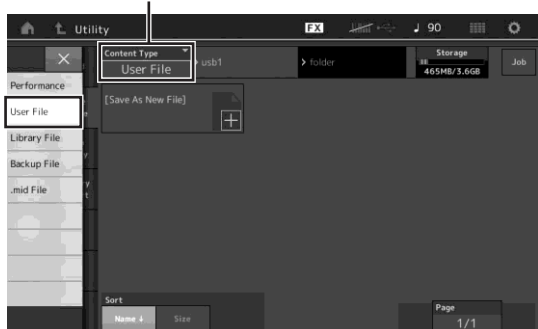 Utility
FX
90
Content Type
User File
usb1
folder
Storage
465MB/3.6GB
Job
Performance
User File
Library File
Backup File
.mid File
[Save As New File]
Sort
Name
Size
Page
1/1